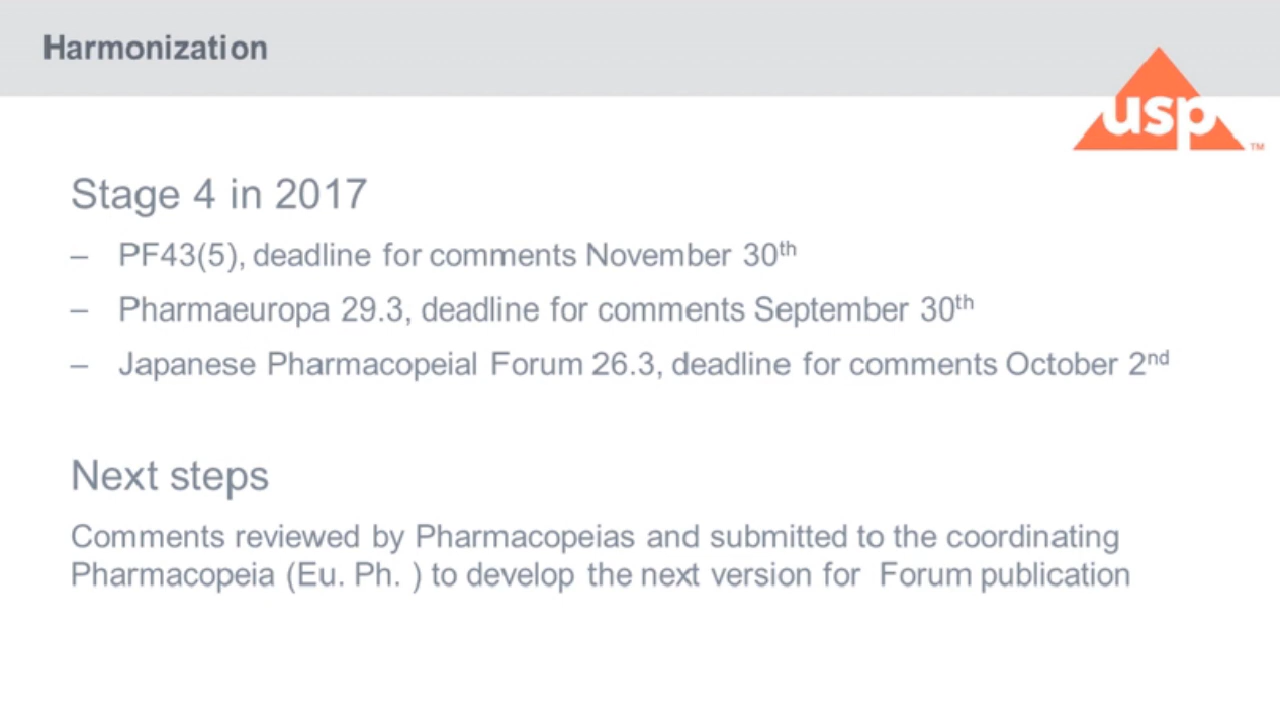 Harmonization
usp
TM
Stage 4 in 2017
– PF43(5), deadline for comments November 30th
– Pharmaeuropa 29.3, deadline for comments September 30th
– Japanese Pharmacopeial Forum 26.3, deadline for comments October 2nd
Next steps
Comments reviewed by Pharmacopeias and submitted to the coordinating
Pharmacopeia (Eu. Ph. ) to develop the next version for Forum publication